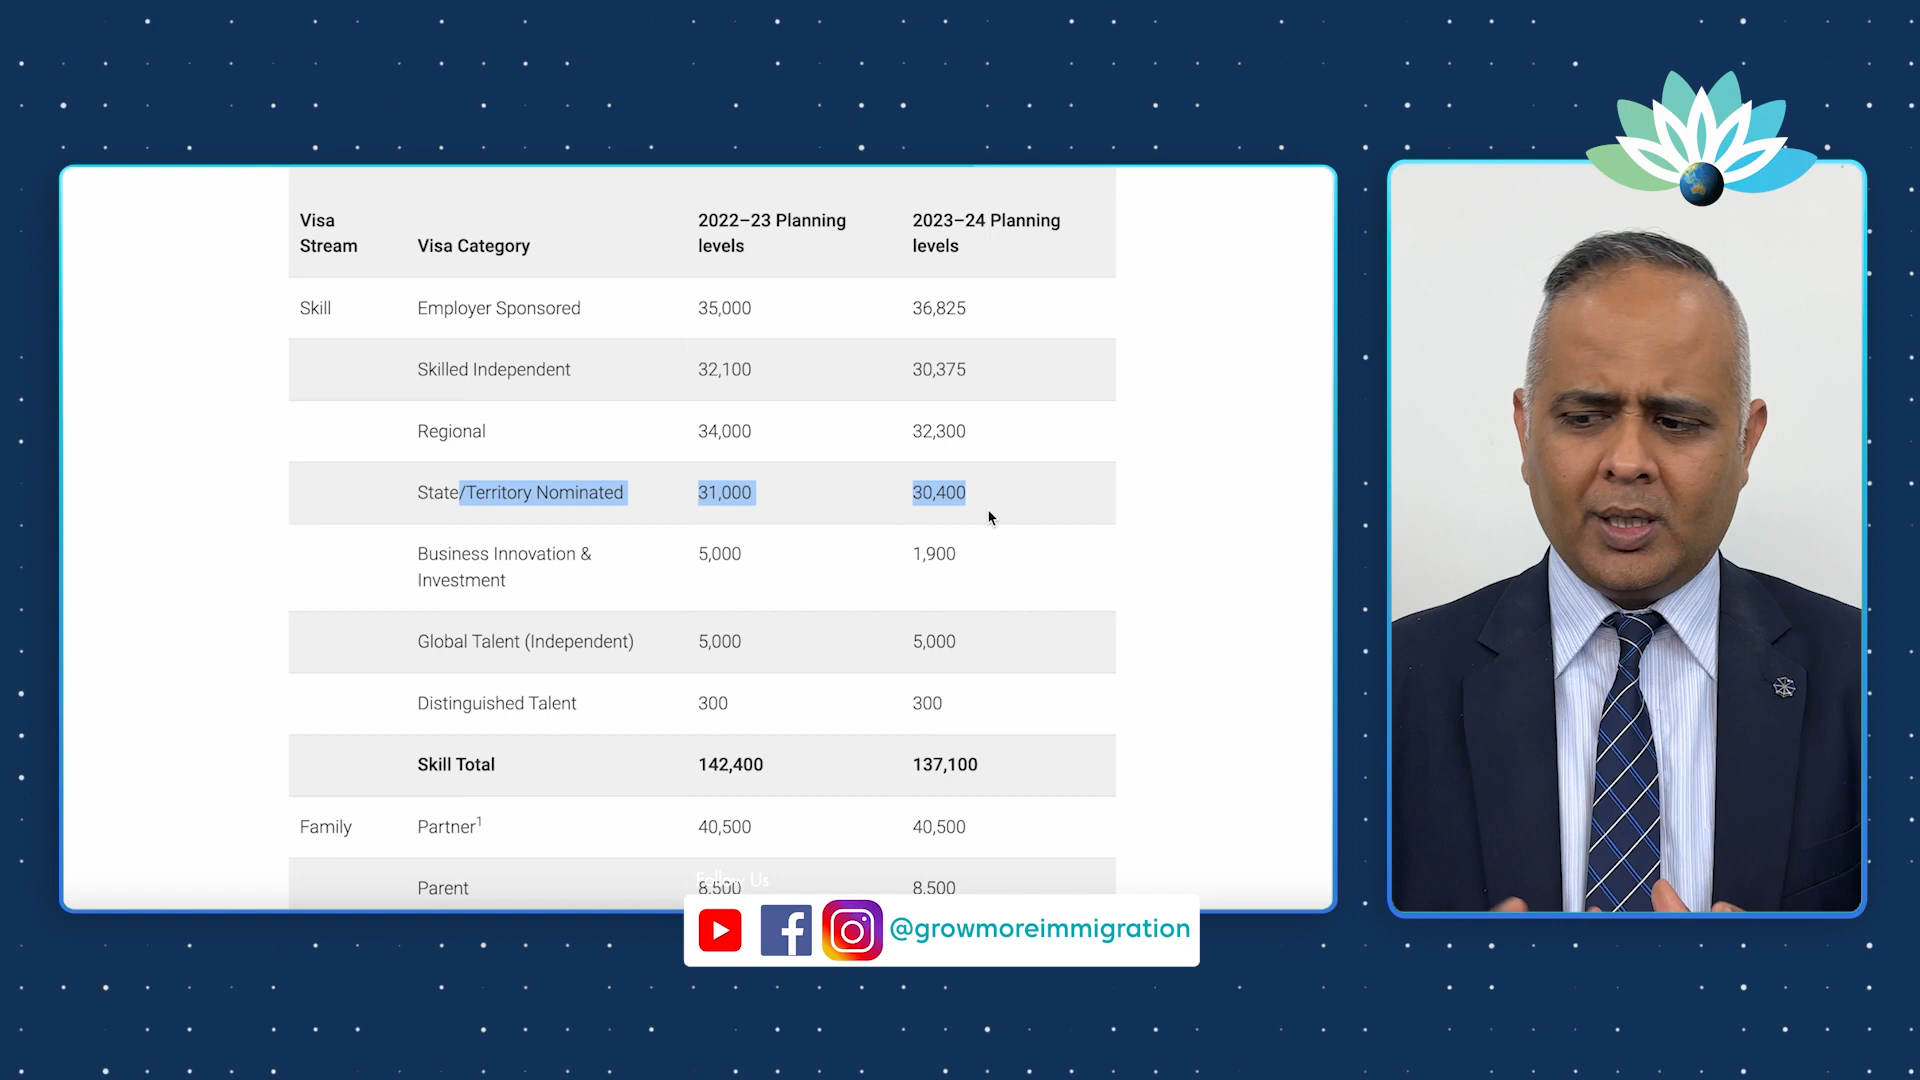 Visa Stream Visa Category 2022–23 Planning levels 2023–24 Planning levels
Skill Employer Sponsored 35,000 36,825
Skilled Independent 32,100 30,375
Regional 34,000 32,300
State/Territory Nominated 31,000 30,400
Business Innovation & Investment 5,000 1,900
Global Talent (Independent) 5,000 5,000
Distinguished Talent 300 300
Skill Total 142,400 137,100
Family Partner1 40,500 40,500
Parent 8,500 8,500
Follow Us
@growmoreimmigration